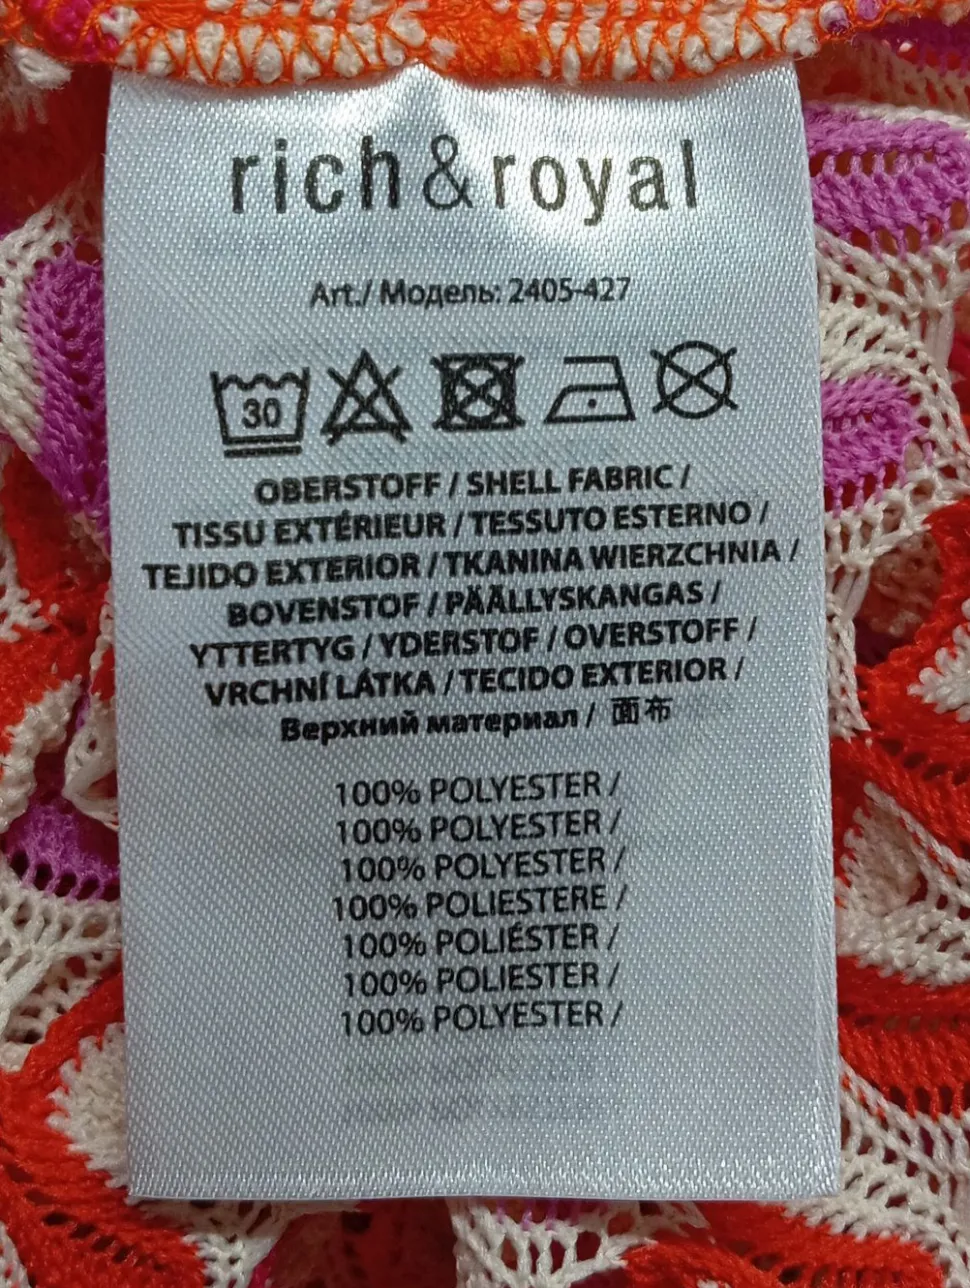 rich&royal
Art./ Модель: 2405-427
30
OBERSTOFF / SHELL FABRIC /
TISSU EXTÉRIEUR / TESSUTO ESTERNO /
TEJIDO EXTERIOR / TKANINA WIERZCHNIA /
BOVENSTOF / PÄÄLLYSKANGAS /
YTTERTYG / YDERSTOF / OVERSTOFF /
VRCHNÍ LÁTKA / TECIDO EXTERIOR /
Верхний материал / 面布
100% POLYESTER /
100% POLYESTER /
100% POLYESTER /
100% POLIESTERE /
100% POLIÉSTER /
100% POLIESTER /
100% POLYESTER /